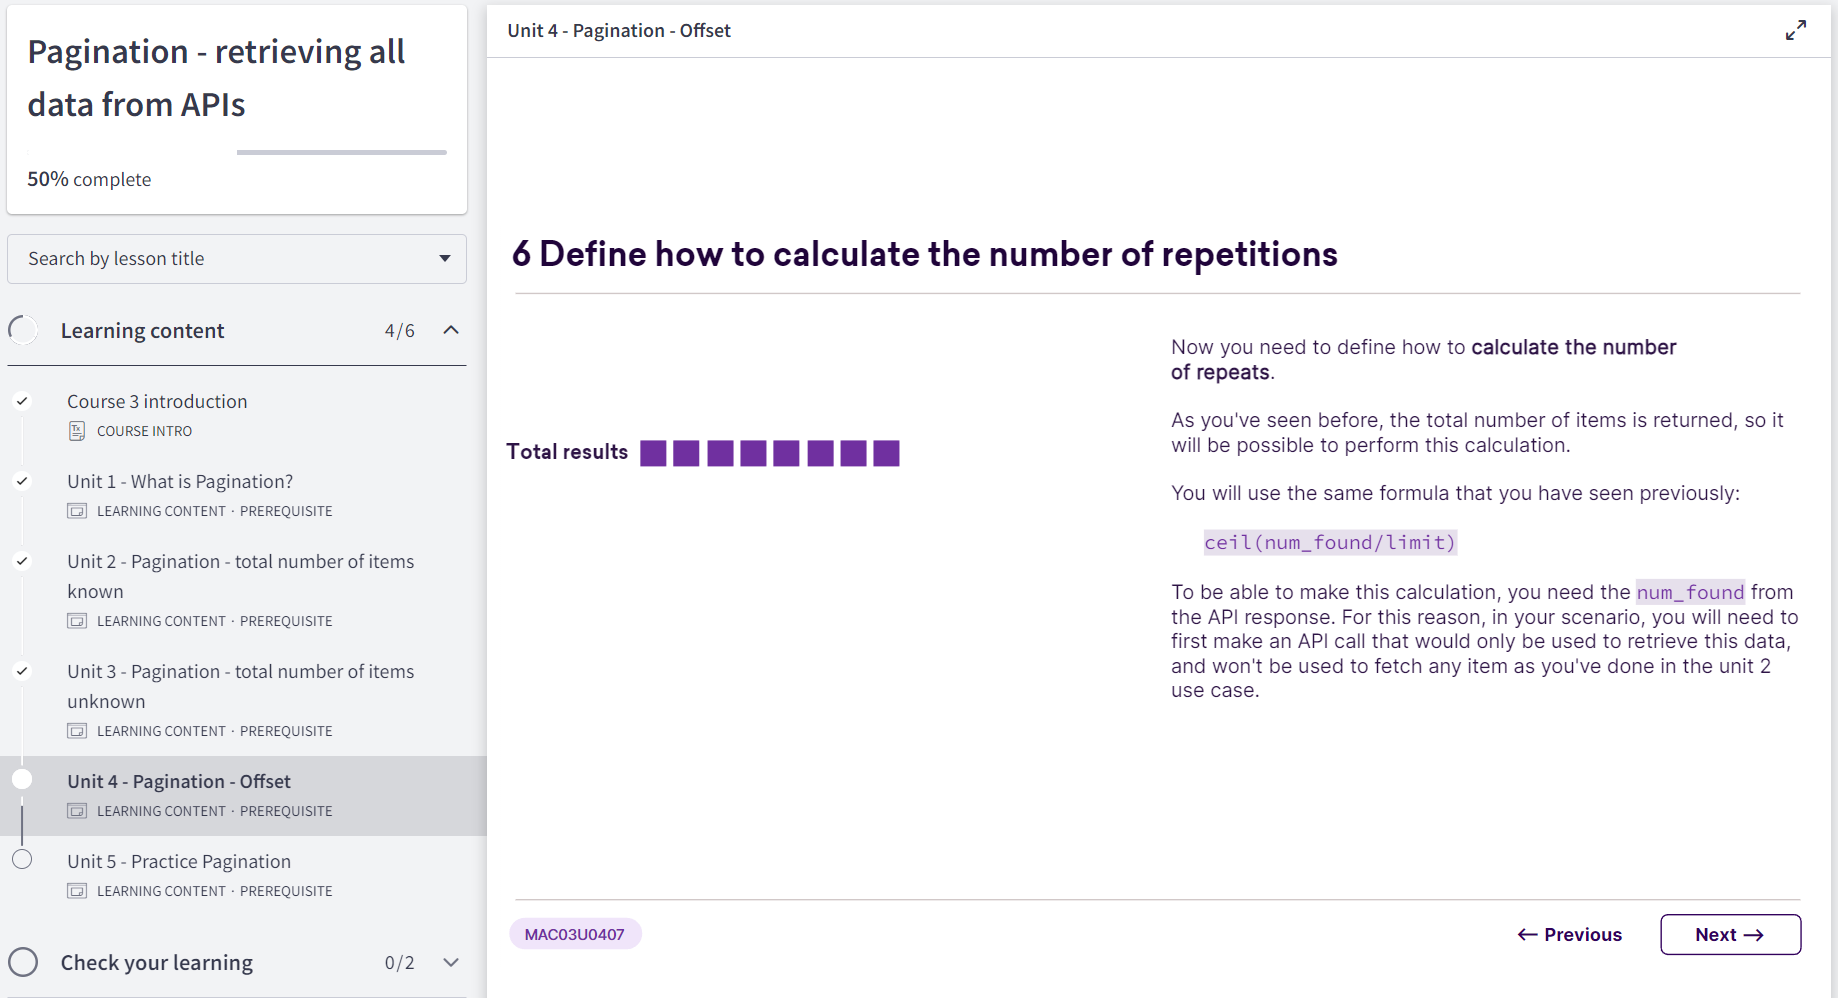 Pagination - retrieving all
data from APIs
50% complete
Search by lesson title
Learning content 4/6
Course 3 introduction
COURSE INTRO
Unit 1 - What is Pagination?
LEARNING CONTENT · PREREQUISITE
Unit 2 - Pagination - total number of items
known
LEARNING CONTENT · PREREQUISITE
Unit 3 - Pagination - total number of items
unknown
LEARNING CONTENT · PREREQUISITE
Unit 4 - Pagination - Offset
LEARNING CONTENT · PREREQUISITE
Unit 5 - Practice Pagination
LEARNING CONTENT · PREREQUISITE
Check your learning 0/2
Unit 4 - Pagination - Offset
6 Define how to calculate the number of repetitions
Total results
Now you need to define how to calculate the number
of repeats.
As you've seen before, the total number of items is returned, so it
will be possible to perform this calculation.
You will use the same formula that you have seen previously:
ceil(num_found/limit)
To be able to make this calculation, you need the num_found from
the API response. For this reason, in your scenario, you will need to
first make an API call that would only be used to retrieve this data,
and won't be used to fetch any item as you've done in the unit 2
use case.
MAC03U0407
← Previous
Next →